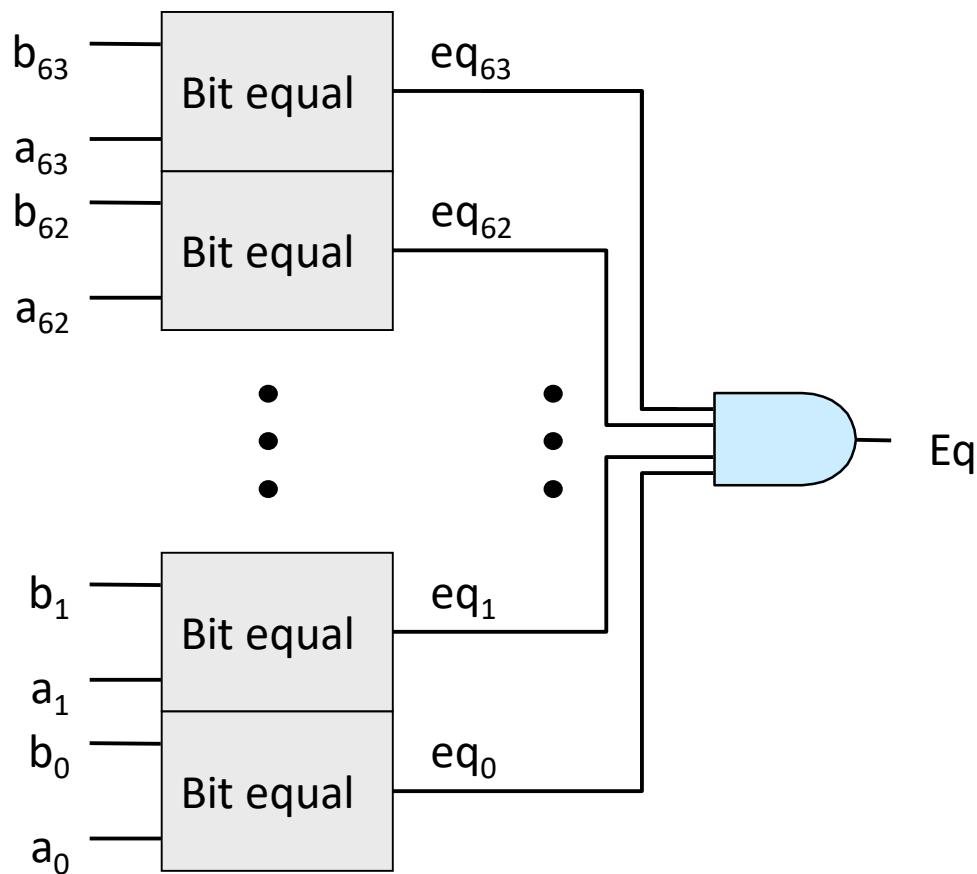 b₆₃ eq₆₃
Bit equal
a₆₃
b₆₂ eq₆₂
Bit equal
a₆₂
Eq
b₁ eq₁
Bit equal
a₁
b₀ eq₀
Bit equal
a₀